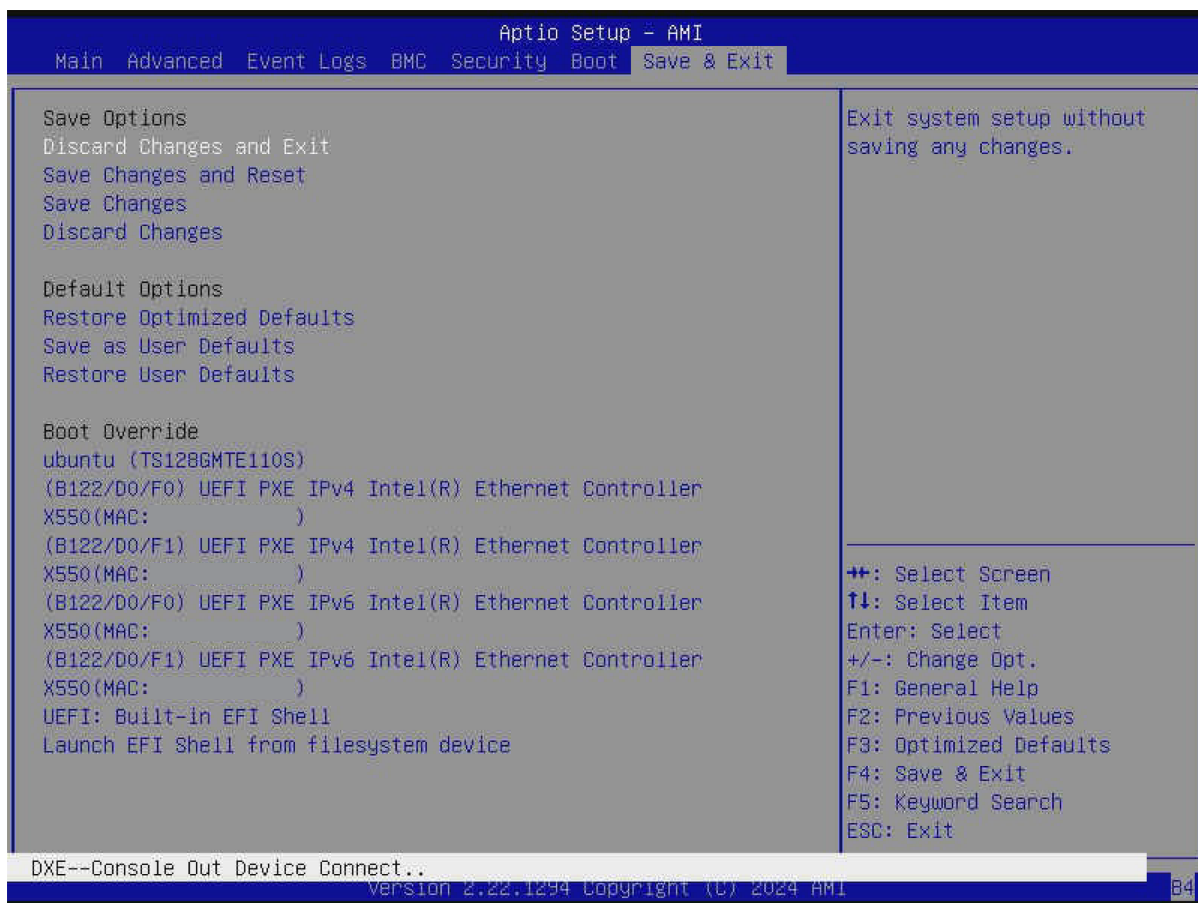 Aptio Setup - AMI
Main Advanced Event Logs BMC Security Boot Save & Exit
Save Options
Discard Changes and Exit
Save Changes and Reset
Save Changes
Discard Changes
Default Options
Restore Optimized Defaults
Save as User Defaults
Restore User Defaults
Boot Override
ubuntu (TS128GMTE110S)
(B122/D0/F0) UEFI PXE IPv4 Intel(R) Ethernet Controller
X550(MAC: )
(B122/D0/F1) UEFI PXE IPv4 Intel(R) Ethernet Controller
X550(MAC: )
(B122/D0/F0) UEFI PXE IPv6 Intel(R) Ethernet Controller
X550(MAC: )
(B122/D0/F1) UEFI PXE IPv6 Intel(R) Ethernet Controller
X550(MAC: )
UEFI: Built-in EFI Shell
Launch EFI Shell from filesystem device
Exit system setup without
saving any changes.
→←: Select Screen
↑↓: Select Item
Enter: Select
+/-: Change Opt.
F1: General Help
F2: Previous Values
F3: Optimized Defaults
F4: Save & Exit
F5: Keyword Search
ESC: Exit
DXE--Console Out Device Connect..
Version 2.22.1294 Copyright (C) 2024 AMI
B4